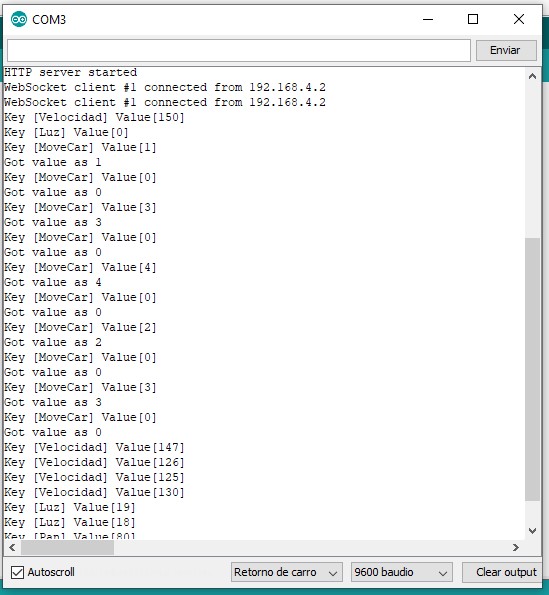 COM3
Enviar
HTTP server started
WebSocket client #1 connected from 192.168.4.2
WebSocket client #1 connected from 192.168.4.2
Key [Velocidad] Value[150]
Key [Luz] Value[0]
Key [MoveCar] Value[1]
Got value as 1
Key [MoveCar] Value[0]
Got value as 0
Key [MoveCar] Value[3]
Got value as 3
Key [MoveCar] Value[0]
Got value as 0
Key [MoveCar] Value[4]
Got value as 4
Key [MoveCar] Value[0]
Got value as 0
Key [MoveCar] Value[2]
Got value as 2
Key [MoveCar] Value[0]
Got value as 0
Key [MoveCar] Value[3]
Got value as 3
Key [MoveCar] Value[0]
Got value as 0
Key [Velocidad] Value[147]
Key [Velocidad] Value[126]
Key [Velocidad] Value[125]
Key [Velocidad] Value[130]
Key [Luz] Value[19]
Key [Luz] Value[18]
Key [Pan] Value[80]
Autoscroll
Retorno de carro
9600 baudio
Clear output